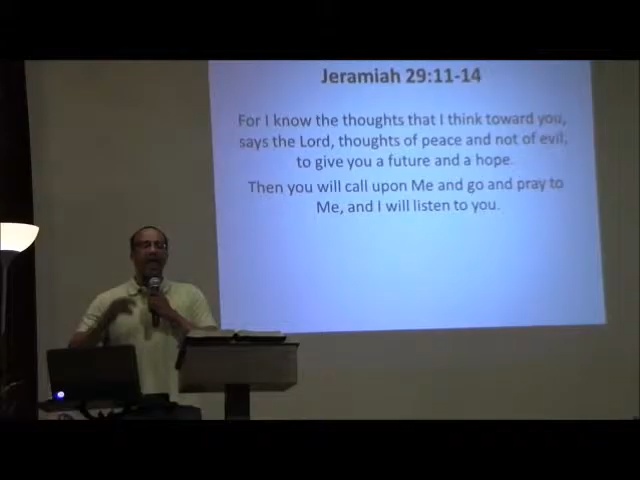 Jeramiah 29:11-14
For I know the thoughts that I think toward you,
says the Lord, thoughts of peace and not of evil,
to give you a future and a hope.
Then you will call upon Me and go and pray to
Me, and I will listen to you.